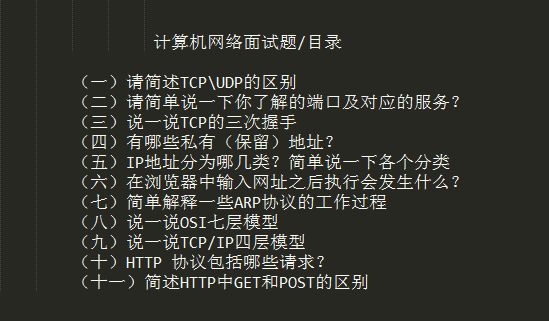 计算机网络面试题/目录
（一）请简述TCP\UDP的区别
（二）请简单说一下你了解的端口及对应的服务？
（三）说一说TCP的三次握手
（四）有哪些私有（保留）地址？
（五）IP地址分为哪几类？简单说一下各个分类
（六）在浏览器中输入网址之后执行会发生什么？
（七）简单解释一些ARP协议的工作过程
（八）说一说OSI七层模型
（九）说一说TCP/IP四层模型
（十）HTTP 协议包括哪些请求？
（十一）简述HTTP中GET和POST的区别